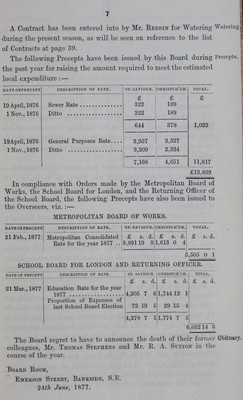 7
A Contract has been entered into by Mr. REDDIN for Watering Watering.
during the present season, as will be seen on reference to the list
of Contracts at page 39.
The following Precepts have been issued by this Board during Precepts.
the past year for raising the amount required to meet the estimated
local expenditure :—
DATE OF PRECEPT DESCRIPTION OF RATE. ST. SAVIOUR. CHRISTCH'CH. TOTAL.
£ £ £
19 April, 1876 Sewer Rate 322 189
1 Nov., 1876 Ditto 322 189
644 378 1,022
19 April, 1876 General Purposes Rate 3,957 2,337
1 Nov., 1876 Ditto 3,209 2,324
7,166 4,651 11,817
£12,839
In compliance with Orders made by the Metropolitan Board of
Works, the School Board for London, and the Returning Officer of
the School Board, the following Precepts have also been issued to
the Overseers, viz. :—
METROPOLITAN BOARD OF WORKS.
DATE OF PRECEPT DESCRIPTION OF RATE. ST. SAVIOUR. CHRISTCH'CH. TOTAL.
21 Feb., 1877 Metropolitan Consolidated £ s. d. £ s. d. £ s. d.
Rate for the year 1877 .. 3,891 19 9 1,613 0 4
5,505 0 1
SCHOOL BOARD FOR LONDON AND RETURNING OFFICER.
DATE OF PRECEPT DESCRIPTION OF RATE. ST. SAVIOUR. CHRISTCH'CH. TOTAL.
£ s. d. £ s. d. £ s. d.
21 Mar., 1877 Education Rate for the year
1877 4,205 7 8 1,744 12 1
Proportion of Expenses of
last School Board Election 72 19 5 29 15 4
4,278 7 1 1,774 7 5
6,052 14 6
The Board regret to have to announce the death of their former Obituary.
colleagues, Mr. THOMAS STEPHENS and Mr. R. A. SUTTON in the
course of the year.
BOARD ROOM,
EMERSON STREET, BANKSIDE, S.E.
24th June, 1877.